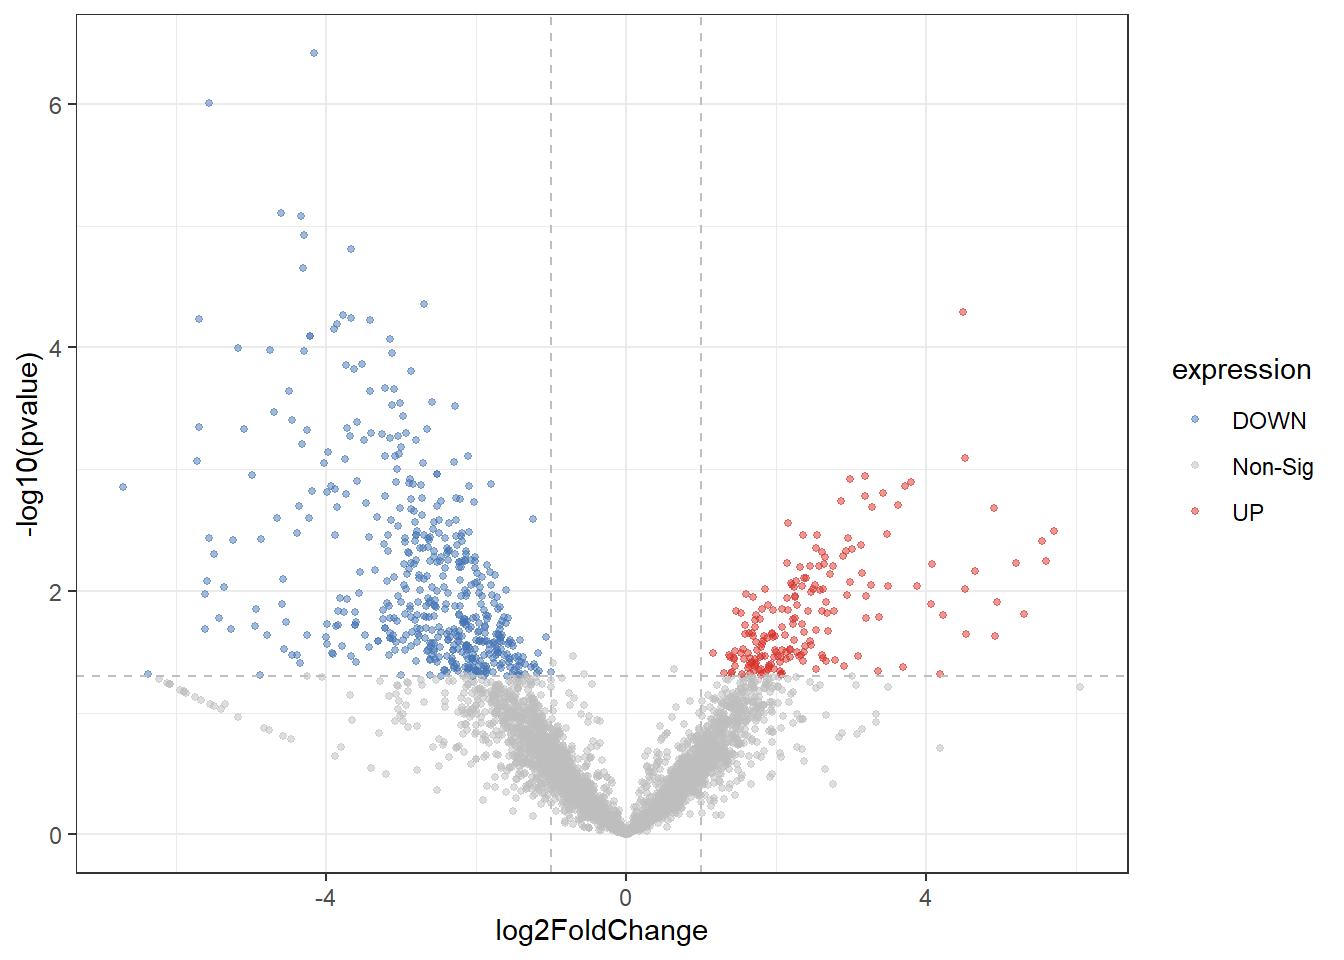 6
4
2
0
-log10(pvalue)
-4
0
4
log2FoldChange
expression
DOWN
Non-Sig
UP